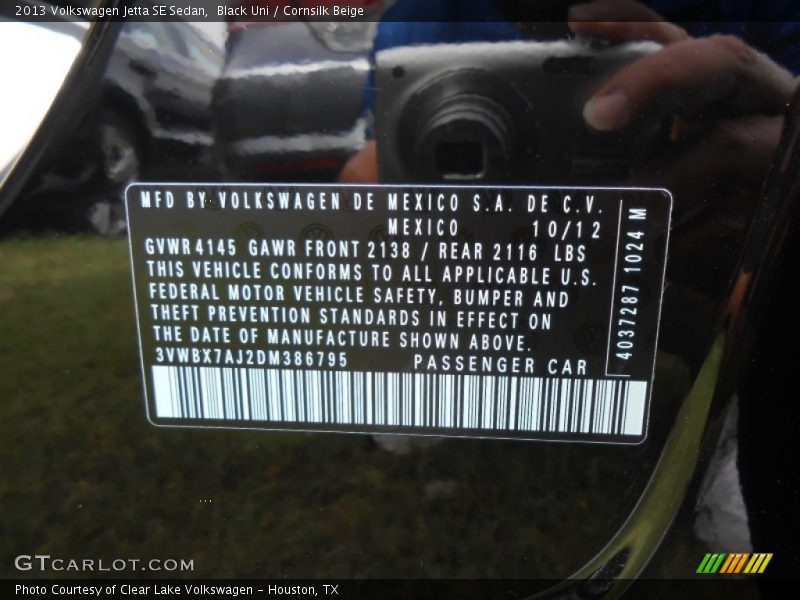 2013 Volkswagen Jetta SE Sedan,  Black Uni / Cornsilk Beige
MFD BY VOLKSWAGEN DE MEXICO S.A. DE C.V.
MEXICO 10/12
GVWR 4145 GAWR FRONT 2138 / REAR 2116 LBS
THIS VEHICLE CONFORMS TO ALL APPLICABLE U.S.
FEDERAL MOTOR VEHICLE SAFETY, BUMPER AND
THEFT PREVENTION STANDARDS IN EFFECT ON
THE DATE OF MANUFACTURE SHOWN ABOVE.
3VWBX7AJ2DM386795 PASSENGER CAR
4037287 1024 M
GTCARLOT.COM
Photo Courtesy of Clear Lake Volkswagen - Houston, TX